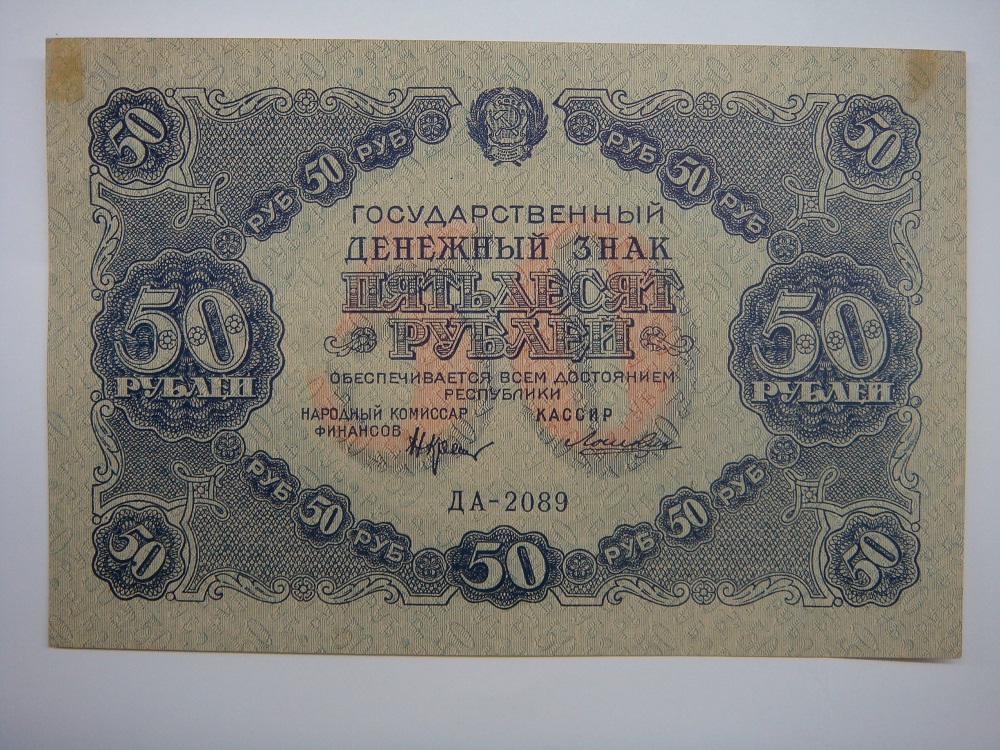 50 50
РУБ 50 РУБ РУБ 50 РУБ
ГОСУДАРСТВЕННЫЙ
ДЕНЕЖНЫЙ ЗНАК
ПЯТЬДЕСЯТ
РУБЛЕЙ
50 РУБЛЕЙ
50 РУБЛЕЙ
ОБЕСПЕЧИВАЕТСЯ ВСЕМ ДОСТОЯНИЕМ
РЕСПУБЛИКИ
НАРОДНЫЙ КОМИССАР
ФИНАНСОВ
КАССИР
ДА-2089
РУБ 50 РУБ 50 РУБ 50 РУБ
50 50